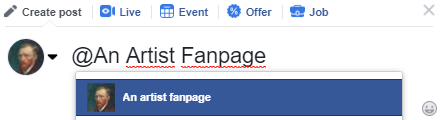 Create post Live Event Offer Job
@An Artist Fanpage
An artist fanpage